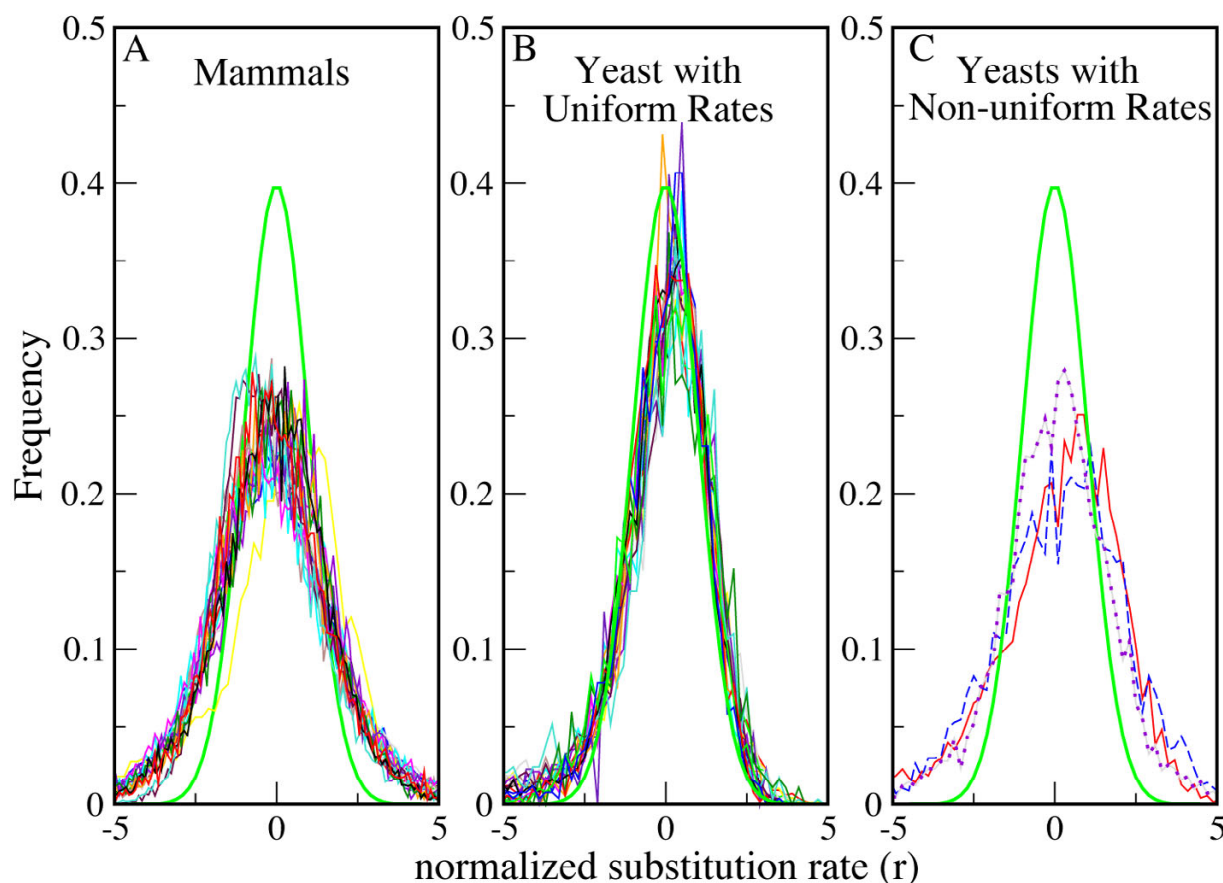 A
Mammals
B
Yeast with
Uniform Rates
C
Yeasts with
Non-uniform Rates
0.5
0.4
0.3
0.2
0.1
0
0.5
0.4
0.3
0.2
0.1
0
0.5
0.4
0.3
0.2
0.1
0
Frequency
-5
0
5
-5
0
5
-5
0
5
normalized substitution rate (r)